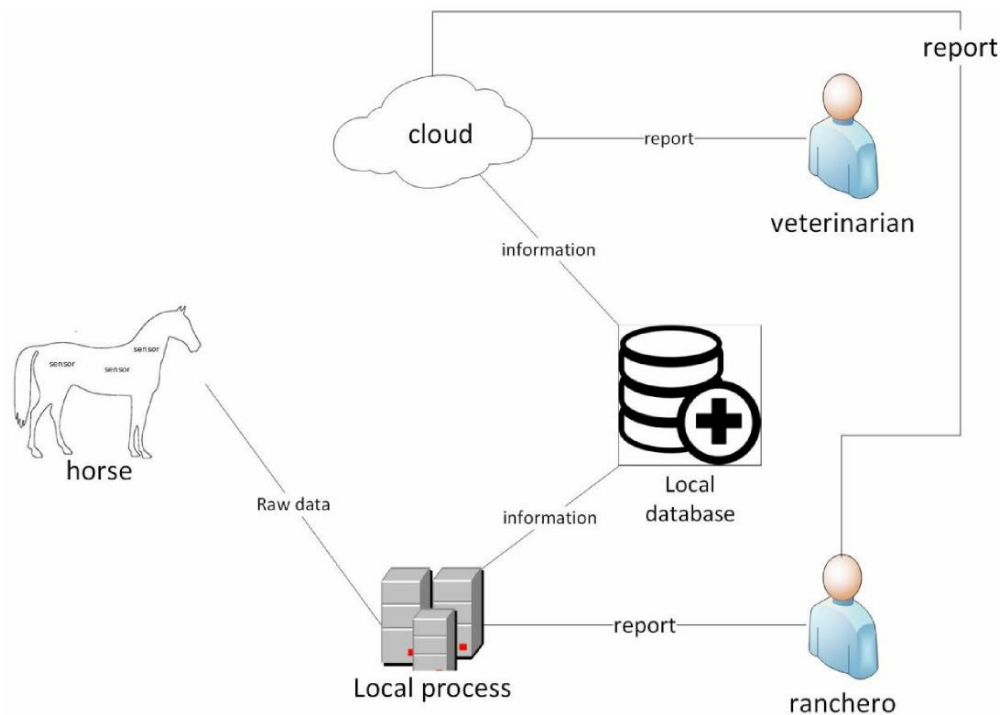 report
cloud
report
veterinarian
information
sensor
sensor
sensor
horse
Local
database
Raw data
information
report
Local process
ranchero